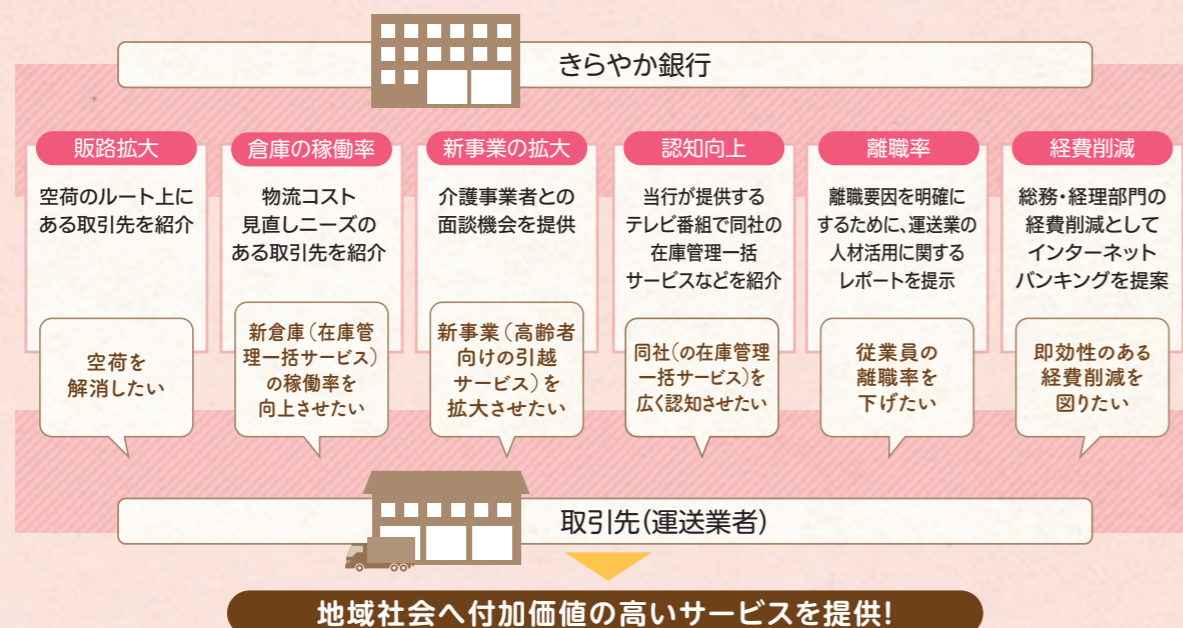 きらやか銀行
販路拡大
空荷のルート上に
ある取引先を紹介
空荷を
解消したい
倉庫の稼働率
物流コスト
見直しニーズの
ある取引先を紹介
新倉庫(在庫管
理一括サービス)
の稼働率を
向上させたい
新事業の拡大
介護事業者との
面談機会を提供
新事業(高齢者
向けの引越
サービス)を
拡大させたい
認知向上
当行が提供する
テレビ番組で同社の
在庫管理一括
サービスなどを紹介
同社(の在庫管理
一括サービス)を
広く認知させたい
離職率
離職要因を明確に
するために、運送業の
人材活用に関する
レポートを提示
従業員の
離職率を
下げたい
経費削減
総務・経理部門の
経費削減として
インターネット
バンキングを提案
即効性のある
経費削減を
図りたい
取引先(運送業者)
地域社会へ付加価値の高いサービスを提供!